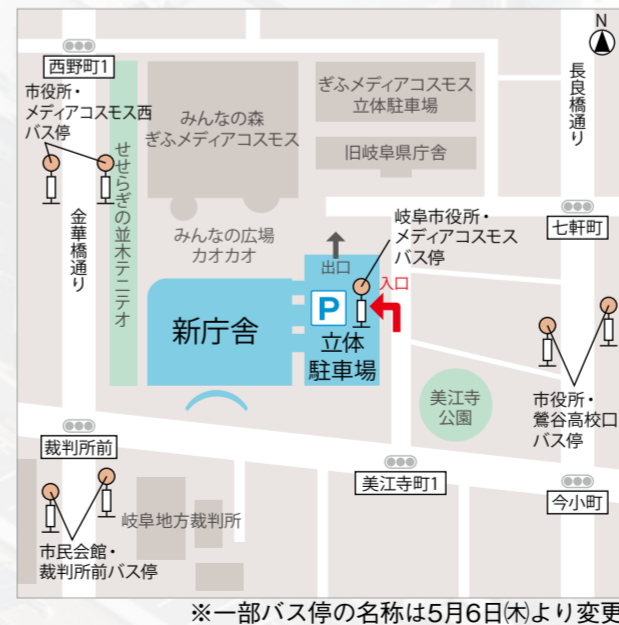 N
西野町1
市役所・
メディアコスモス西
バス停
せせらぎの並木テニテオ
金華橋通り
みんなの森
ぎふメディアコスモス
ぎふメディアコスモス
立体駐車場
旧岐阜県庁舎
長良橋通り
七軒町
みんなの広場
カオカオ
出口
岐阜市役所・
メディアコスモス
バス停
入口
P
立体
駐車場
新庁舎
美江寺
公園
市役所・
鶯谷高校口
バス停
裁判所前
美江寺町1
今小町
岐阜地方裁判所
市民会館・
裁判所前バス停
※一部バス停の名称は5月6日㈭より変更